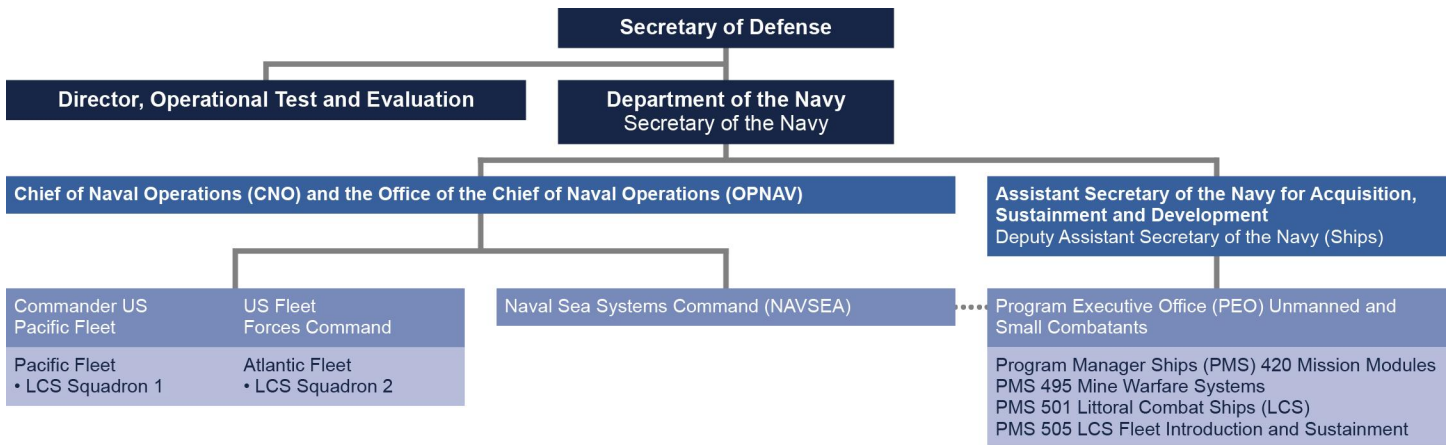 Secretary of Defense
Director, Operational Test and Evaluation
Department of the Navy
Secretary of the Navy
Chief of Naval Operations (CNO) and the Office of the Chief of Naval Operations (OPNAV)
Assistant Secretary of the Navy for Acquisition,
Sustainment and Development
Deputy Assistant Secretary of the Navy (Ships)
Commander US
Pacific Fleet
US Fleet
Forces Command
Pacific Fleet
• LCS Squadron 1
Atlantic Fleet
• LCS Squadron 2
Naval Sea Systems Command (NAVSEA)
Program Executive Office (PEO) Unmanned and
Small Combatants
Program Manager Ships (PMS) 420 Mission Modules
PMS 495 Mine Warfare Systems
PMS 501 Littoral Combat Ships (LCS)
PMS 505 LCS Fleet Introduction and Sustainment